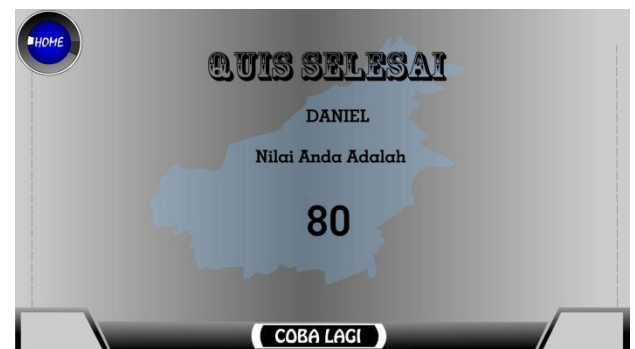 HOME
QUIS SELESAI
DANIEL
Nilai Anda Adalah
80
COBA LAGI